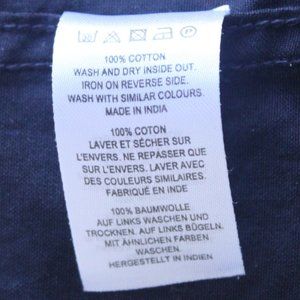 100% COTTON
WASH AND DRY INSIDE OUT.
IRON ON REVERSE SIDE.
WASH WITH SIMILAR COLOURS.
MADE IN INDIA
100% COTON
LAVER ET SÉCHER SUR
L'ENVERS. NE REPASSER QUE
SUR L'ENVERS. LAVER AVEC
DES COULEURS SIMILAIRES.
FABRIQUÉ EN INDE
100% BAUMWOLLE
AUF LINKS WASCHEN UND
TROCKNEN. AUF LINKS BÜGELN.
MIT ÄHNLICHEN FARBEN
WASCHEN.
HERGESTELLT IN INDIEN